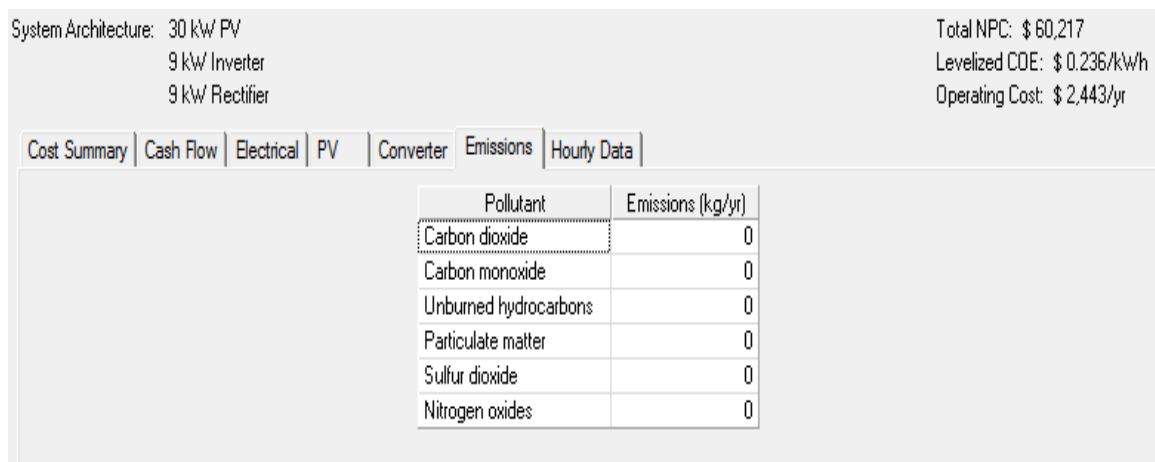 System Architecture: 30 kW PV
9 kW Inverter
9 kW Rectifier
Total NPC: $ 60,217
Levelized COE: $ 0.236/kWh
Operating Cost: $ 2,443/yr
Cost Summary Cash Flow Electrical PV Converter Emissions Hourly Data
Pollutant Emissions (kg/yr)
Carbon dioxide 0
Carbon monoxide 0
Unburned hydrocarbons 0
Particulate matter 0
Sulfur dioxide 0
Nitrogen oxides 0